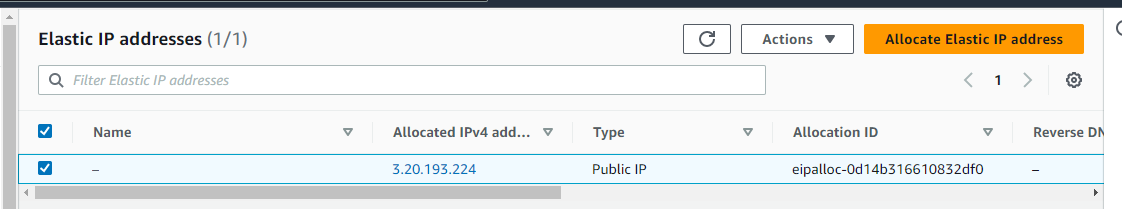 Elastic IP addresses (1/1)
Actions
Allocate Elastic IP address
Filter Elastic IP addresses
1
Name Allocated IPv4 add... Type Allocation ID Reverse DN
– 3.20.193.224 Public IP eipalloc-0d14b316610832df0 –